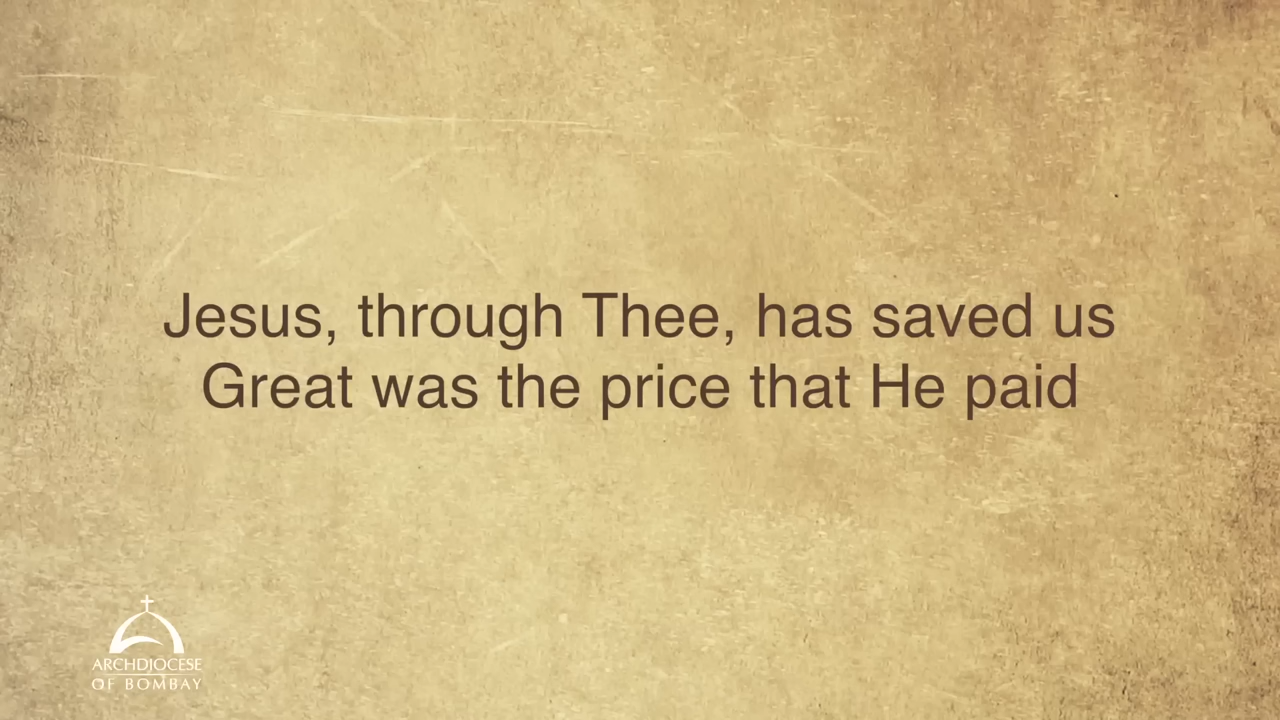 Jesus, through Thee, has saved us
Great was the price that He paid
ARCHDIOCESE
OF BOMBAY